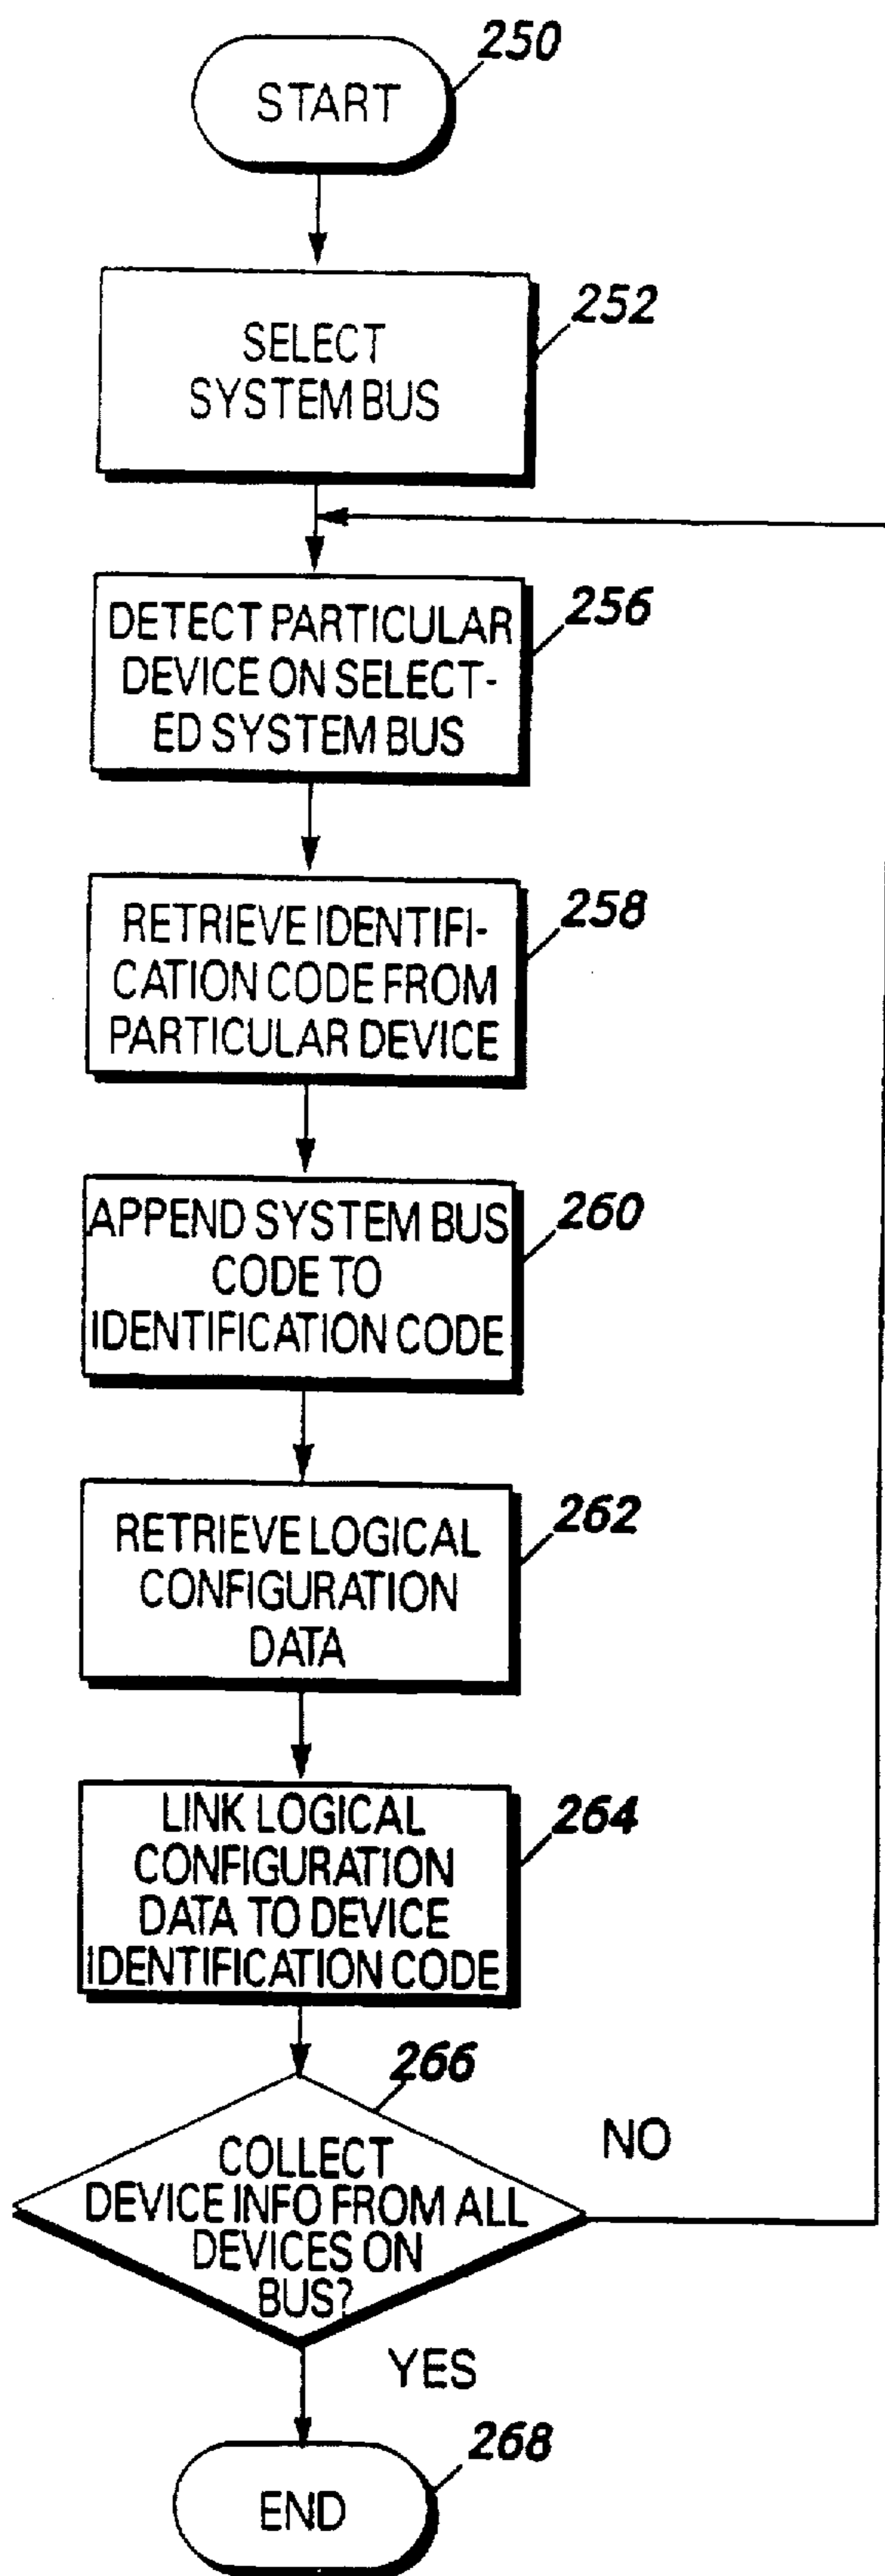 250
START
252
SELECT
SYSTEM BUS
256
DETECT PARTICULAR
DEVICE ON SELECT-
ED SYSTEM BUS
258
RETRIEVE IDENTIFI-
CATION CODE FROM
PARTICULAR DEVICE
260
APPEND SYSTEM BUS
CODE TO
IDENTIFICATION CODE
262
RETRIEVE LOGICAL
CONFIGURATION
DATA
264
LINK LOGICAL
CONFIGURATION
DATA TO DEVICE
IDENTIFICATION CODE
266
NO
COLLECT
DEVICE INFO FROM ALL
DEVICES ON
BUS?
YES
268
END